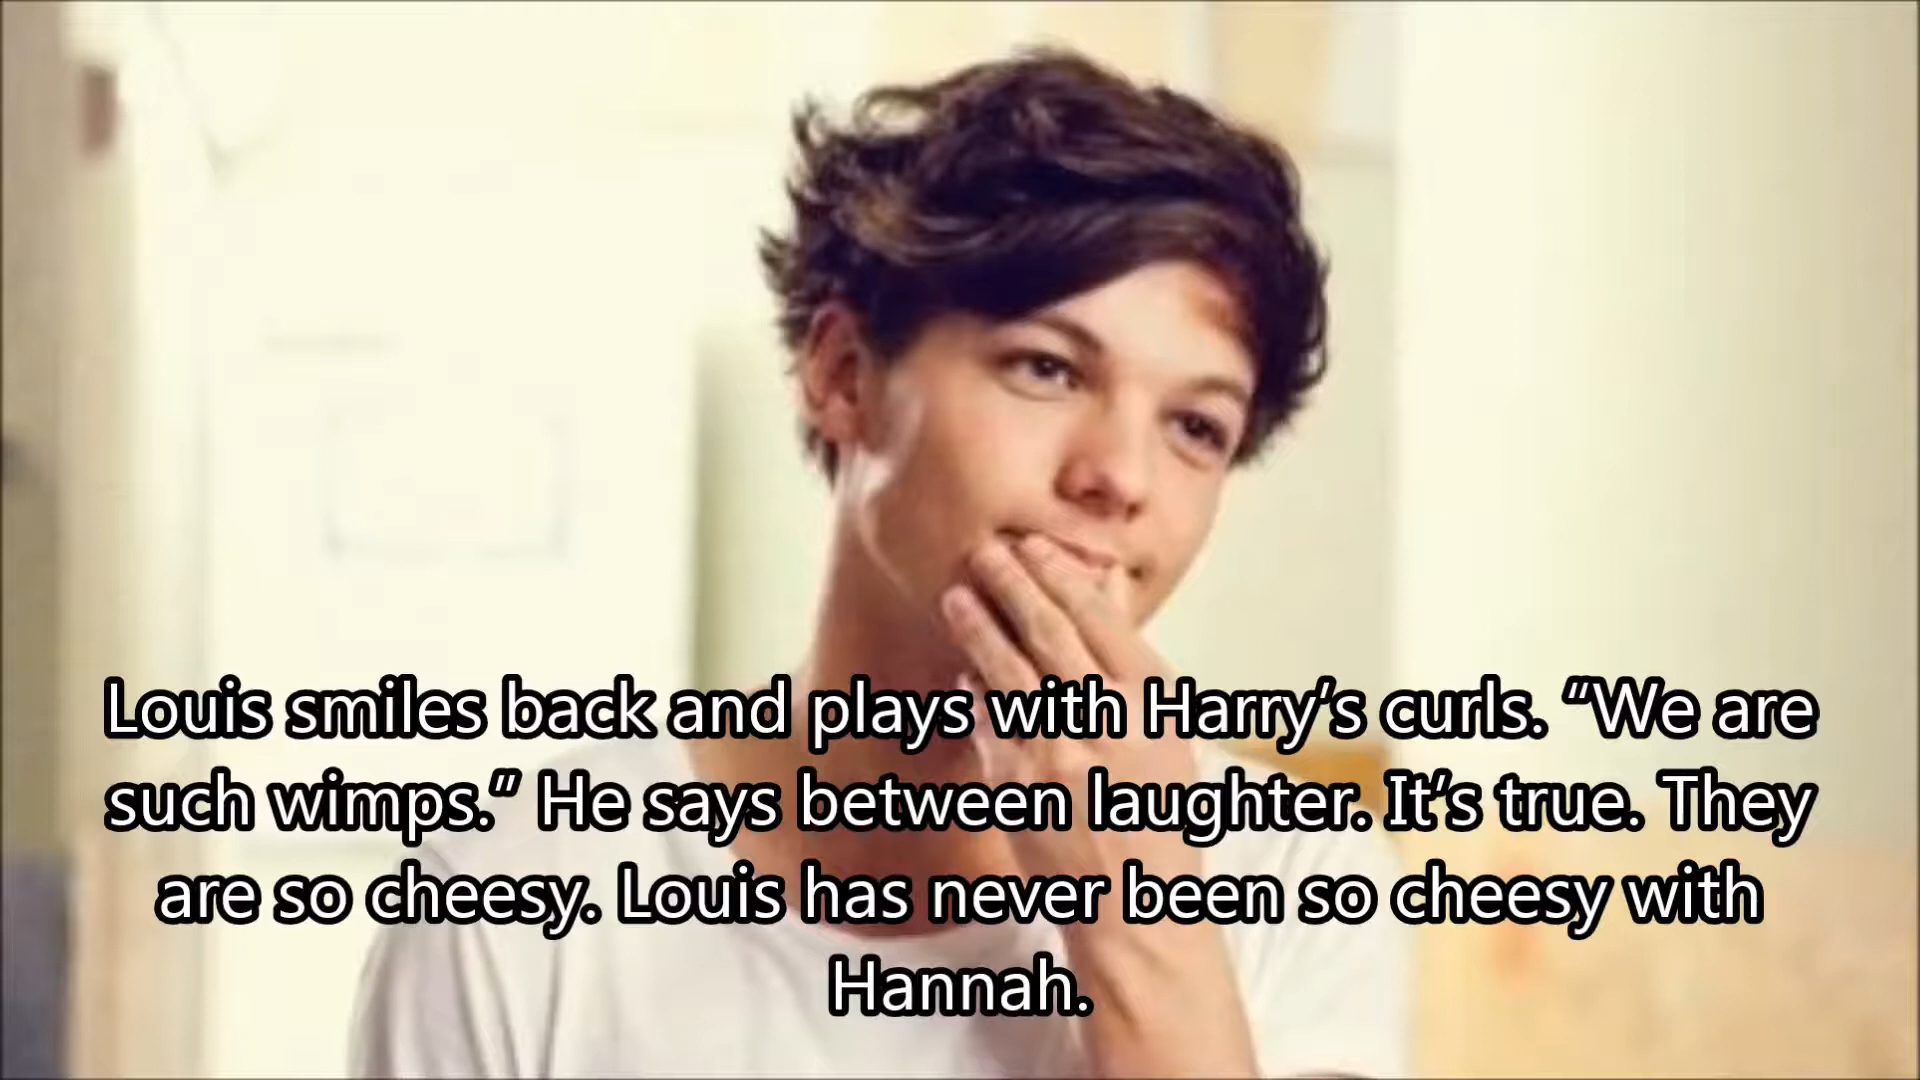 Louis smiles back and plays with Harry’s curls. “We are
such wimps.” He says between laughter. It’s true. They
are so cheesy. Louis has never been so cheesy with
Hannah.